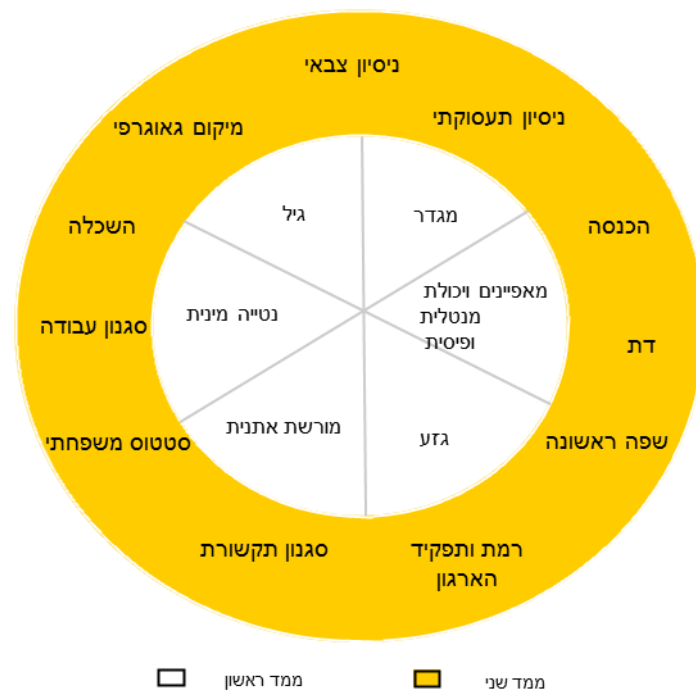 ניסיון צבאי
ניסיון תעסוקתי
מיקום גאוגרפי
גיל
מגדר
הכנסה
השכלה
מאפיינים ויכולת
מנטלית
ופיסית
נטייה מינית
סגנון עבודה
דת
מורשת אתנית
גזע
שפה ראשונה
סטטוס משפחתי
רמת ותפקיד
הארגון
סגנון תקשורת
ממד שני
ממד ראשון